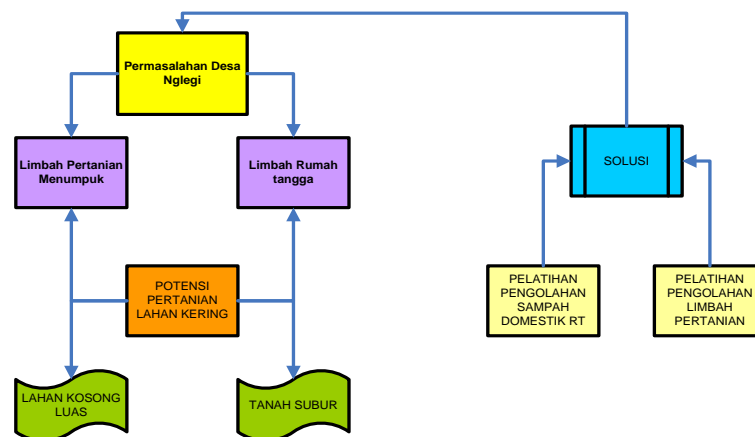 Permasalahan Desa
Nglegi
Limbah Pertanian
Menumpuk
Limbah Rumah
tangga
SOLUSI
POTENSI
PERTANIAN
LAHAN KERING
PELATIHAN
PENGOLAHAN
SAMPAH
DOMESTIK RT
PELATIHAN
PENGOLAHAN
LIMBAH
PERTANIAN
LAHAN KOSONG
LUAS
TANAH SUBUR